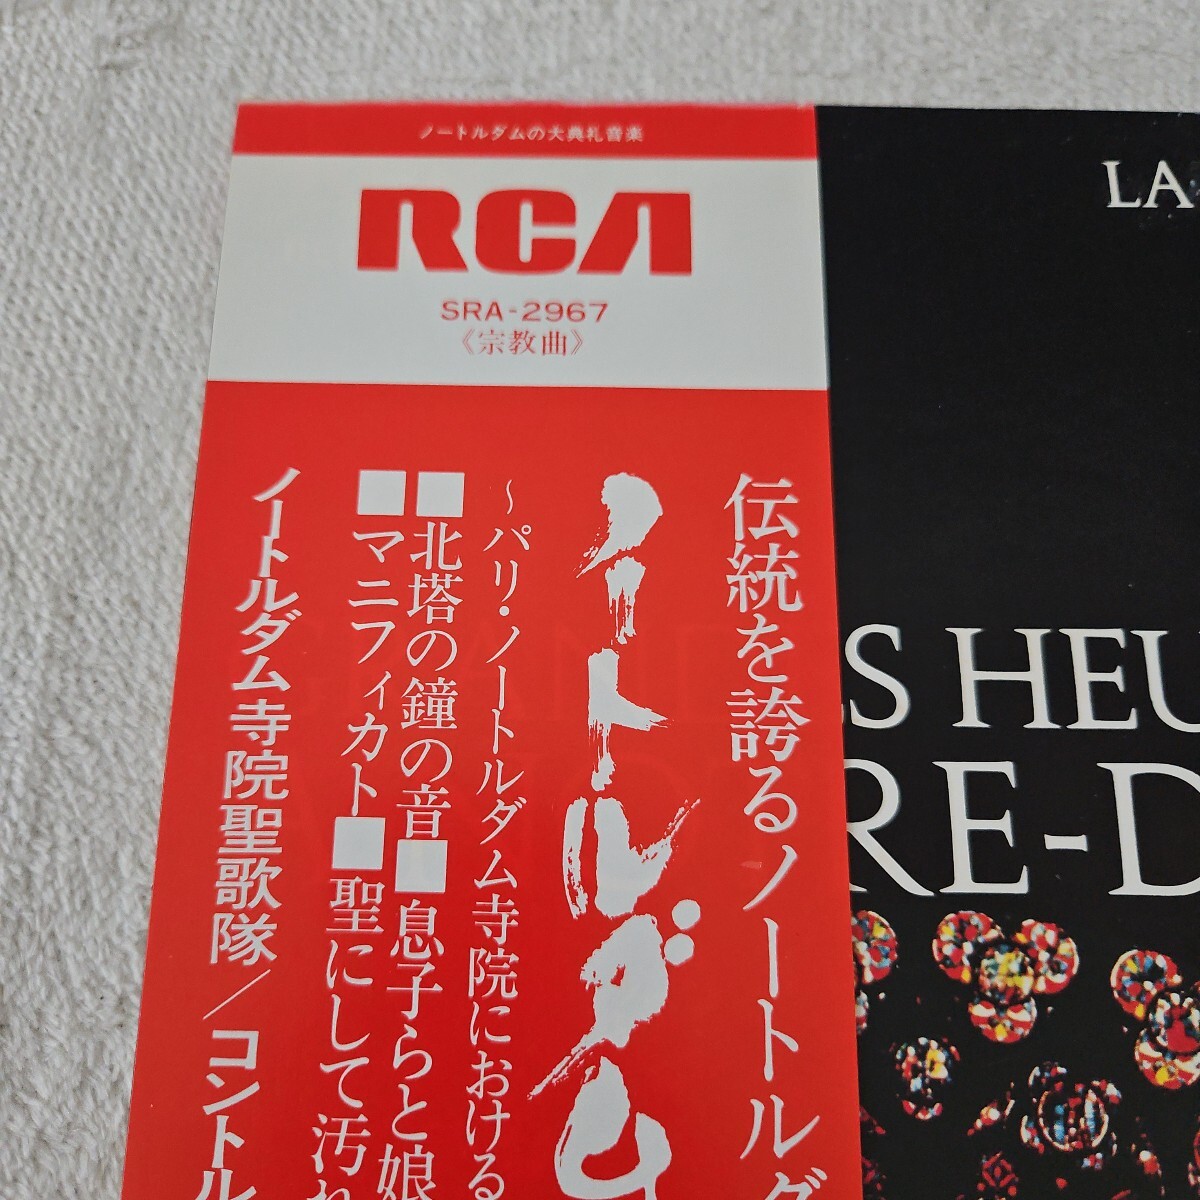 ノートルダムの大典礼音楽
RCA
SRA-2967
《宗教曲》
伝統を誇るノートルダ
ノートルダム
～パリ・ノートルダム寺院における
■北塔の鐘の音■息子らと娘
■マニフィカト■聖にして汚れ
ノートルダム寺院聖歌隊／コントル
LA
ES HEU
RE-D